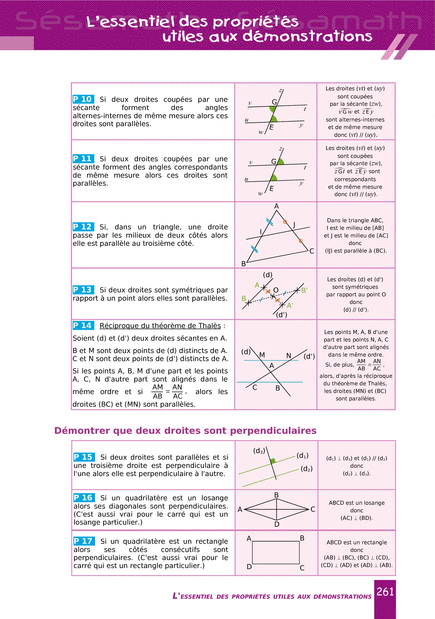 L'essentiel des propriétés
utiles aux démonstrations
P 10 Si deux droites coupées par une
sécante forment des angles
alternes-internes de même mesure alors ces
droites sont parallèles.
z
v
G
t
u
E
y
w
Les droites (vt) et (uy)
sont coupées
par la sécante (zw),
vGw et zEy
sont alternes-internes
et de même mesure
donc (vt) // (uy).
P 11 Si deux droites coupées par une
sécante forment des angles correspondants
de même mesure alors ces droites sont
parallèles.
z
v
G
t
u
E
y
w
Les droites (vt) et (uy)
sont coupées
par la sécante (zw),
zGt et zEy sont
correspondants
et de même mesure
donc (vt) // (uy).
P 12 Si, dans un triangle, une droite
passe par les milieux de deux côtés alors
elle est parallèle au troisième côté.
A
I
J
C
B
Dans le triangle ABC,
I est le milieu de [AB]
et J est le milieu de [AC]
donc
(IJ) est parallèle à (BC).
P 13 Si deux droites sont symétriques par
rapport à un point alors elles sont parallèles.
(d)
A
O
B'
B
A'
(d')
Les droites (d) et (d')
sont symétriques
par rapport au point O
donc
(d) // (d').
P 14 Réciproque du théorème de Thalès :
Soient (d) et (d') deux droites sécantes en A.
B et M sont deux points de (d) distincts de A.
C et N sont deux points de (d') distincts de A.
Si les points A, B, M d'une part et les points
A, C, N d'autre part sont alignés dans le
même ordre et si AM/AB = AN/AC, alors les
droites (BC) et (MN) sont parallèles.
(d)
M
N
(d')
A
C
B
Les points M, A, B d'une
part et les points N, A, C
d'autre part sont alignés
dans le même ordre.
Si, de plus, AM/AB = AN/AC,
alors, d'après la réciproque
du théorème de Thalès,
les droites (MN) et (BC)
sont parallèles.
Démontrer que deux droites sont perpendiculaires
P 15 Si deux droites sont parallèles et si
une troisième droite est perpendiculaire à
l'une alors elle est perpendiculaire à l'autre.
(d₃)
(d₁)
(d₂)
(d₁) ⊥ (d₃) et (d₁) // (d₂)
donc
(d₂) ⊥ (d₃).
P 16 Si un quadrilatère est un losange
alors ses diagonales sont perpendiculaires.
(C'est aussi vrai pour le carré qui est un
losange particulier.)
B
A
C
D
ABCD est un losange
donc
(AC) ⊥ (BD).
P 17 Si un quadrilatère est un rectangle
alors ses côtés consécutifs sont
perpendiculaires. (C'est aussi vrai pour le
carré qui est un rectangle particulier.)
A
B
D
C
ABCD est un rectangle
donc
(AB) ⊥ (BC), (BC) ⊥ (CD),
(CD) ⊥ (AD) et (AD) ⊥ (AB).
L'ESSENTIEL DES PROPRIÉTÉS UTILES AUX DÉMONSTRATIONS 261